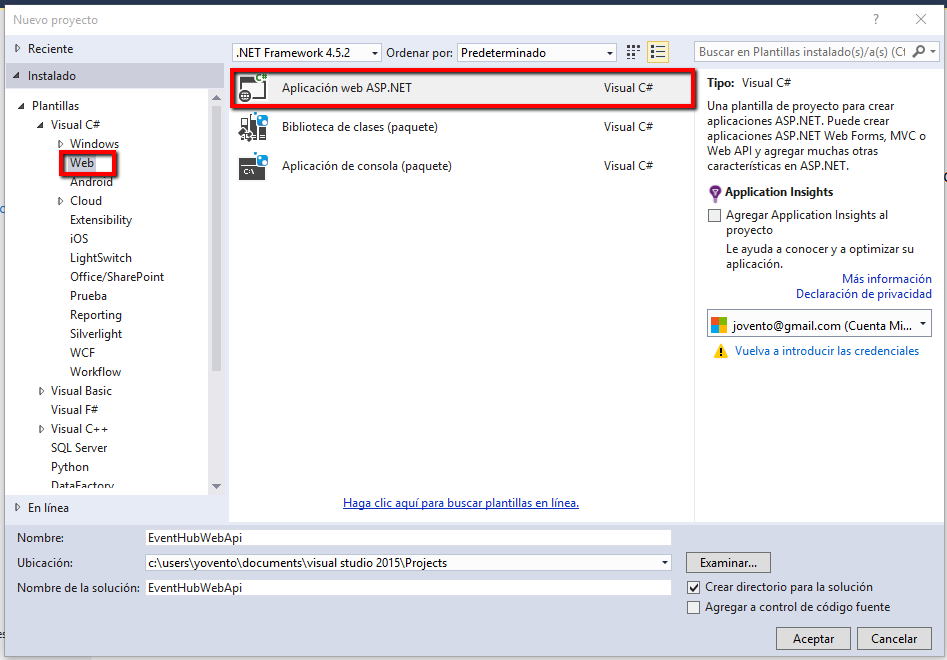 Nuevo proyecto
?
Reciente
.NET Framework 4.5.2
Ordenar por:
Predeterminado
Buscar en Plantillas instalado(s)/a(s) (Ct
Instalado
Plantillas
Visual C#
Windows
Web
Android
Cloud
Extensibility
iOS
LightSwitch
Office/SharePoint
Prueba
Reporting
Silverlight
WCF
Workflow
Visual Basic
Visual F#
Visual C++
SQL Server
Python
DataFactory
En línea
Aplicación web ASP.NET Visual C#
Biblioteca de clases (paquete) Visual C#
Aplicación de consola (paquete) Visual C#
Haga clic aquí para buscar plantillas en línea.
Tipo: Visual C#
Una plantilla de proyecto para crear
aplicaciones ASP.NET. Puede crear
aplicaciones ASP.NET Web Forms, MVC o
Web API y agregar muchas otras
características en ASP.NET.
Application Insights
Agregar Application Insights al
proyecto
Le ayuda a conocer y a optimizar su
aplicación.
Más información
Declaración de privacidad
jovento@gmail.com (Cuenta Mi...
Vuelva a introducir las credenciales
Nombre: EventHubWebApi
Ubicación: c:\users\yovento\documents\visual studio 2015\Projects
Examinar...
Nombre de la solución: EventHubWebApi
Crear directorio para la solución
Agregar a control de código fuente
Aceptar
Cancelar